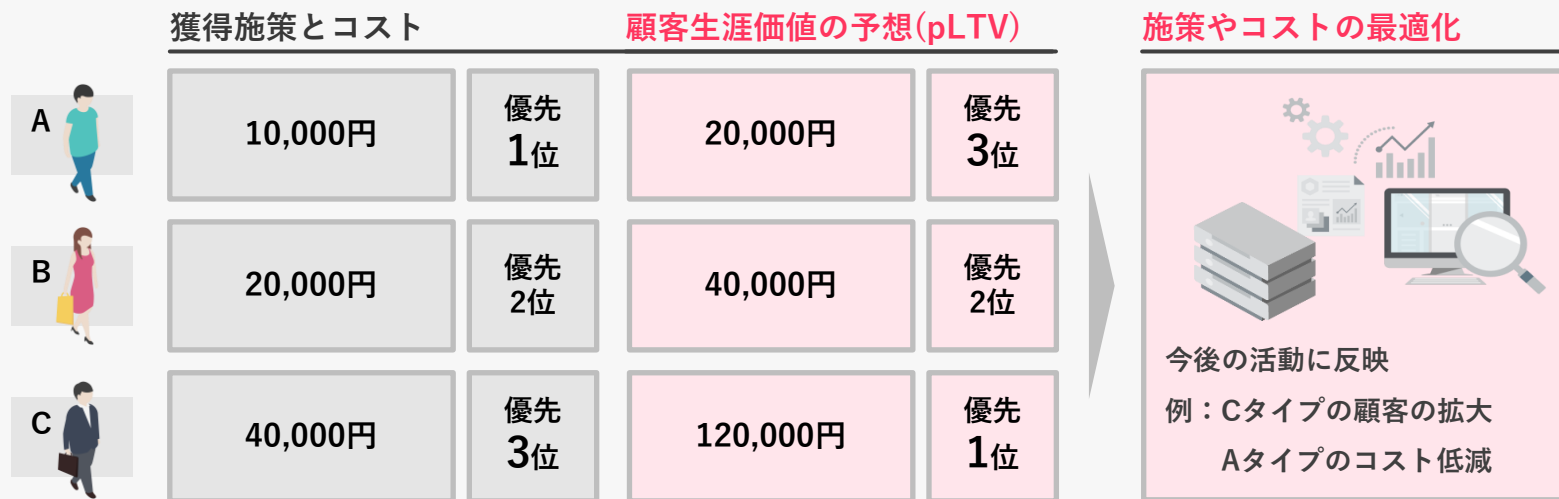 獲得施策とコスト
顧客生涯価値の予想(pLTV)
施策やコストの最適化
A
10,000円
優先
1位
20,000円
優先
3位
B
20,000円
優先
2位
40,000円
優先
2位
C
40,000円
優先
3位
120,000円
優先
1位
今後の活動に反映
例：Cタイプの顧客の拡大
Aタイプのコスト低減